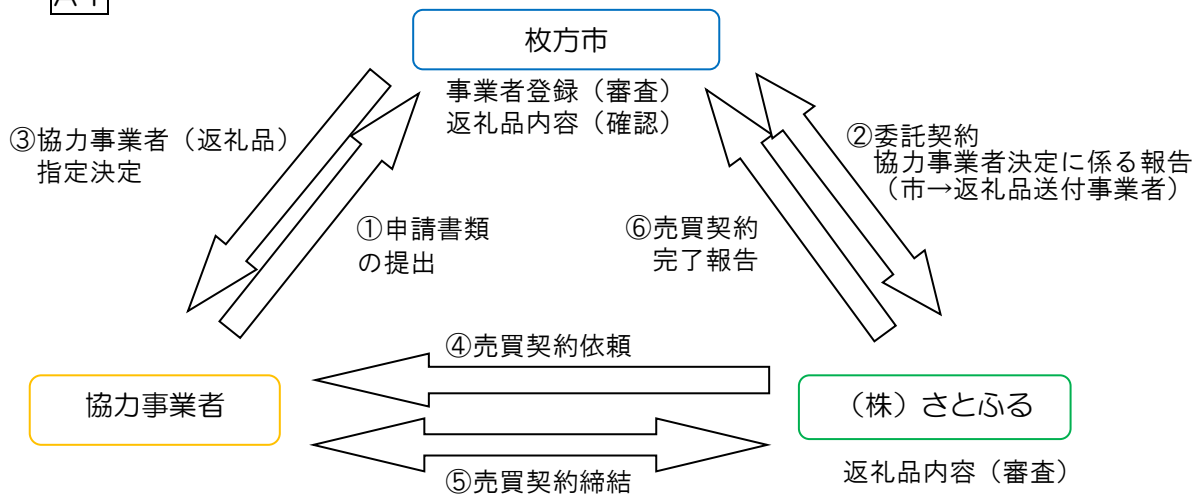 枚方市
事業者登録（審査）
返礼品内容（確認）
③協力事業者（返礼品）
指定決定
②委託契約
協力事業者決定に係る報告
（市→返礼品送付事業者）
①申請書類
の提出
⑥売買契約
完了報告
④売買契約依頼
協力事業者
（株）さとふる
⑤売買契約締結
返礼品内容（審査）